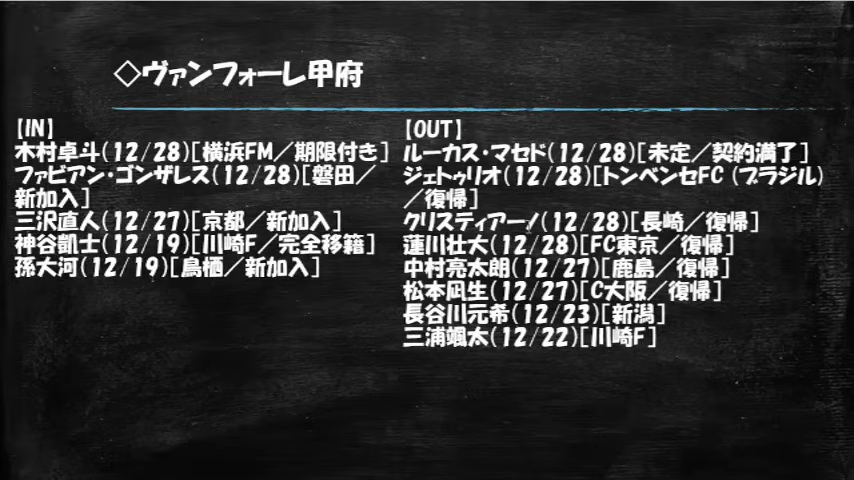 ◇ヴァンフォーレ甲府
【IN】
木村卓斗(12/28)[横浜FM／期限付き]
ファビアン・ゴンザレス(12/28)[磐田／
新加入]
三沢直人(12/27)[京都／新加入]
神谷凱士(12/19)[川崎F／完全移籍]
孫大河(12/19)[鳥栖／新加入]
【OUT】
ルーカス・マセド(12/28)[未定／契約満了]
ジェトゥリオ(12/28)[トンベンセFC (ブラジル)
／復帰]
クリスティアーノ(12/28)[長崎／復帰]
蓮川壮大(12/28)[FC東京／復帰]
中村亮太朗(12/27)[鹿島／復帰]
松本凪生(12/27)[C大阪／復帰]
長谷川元希(12/23)[新潟]
三浦颯太(12/22)[川崎F]